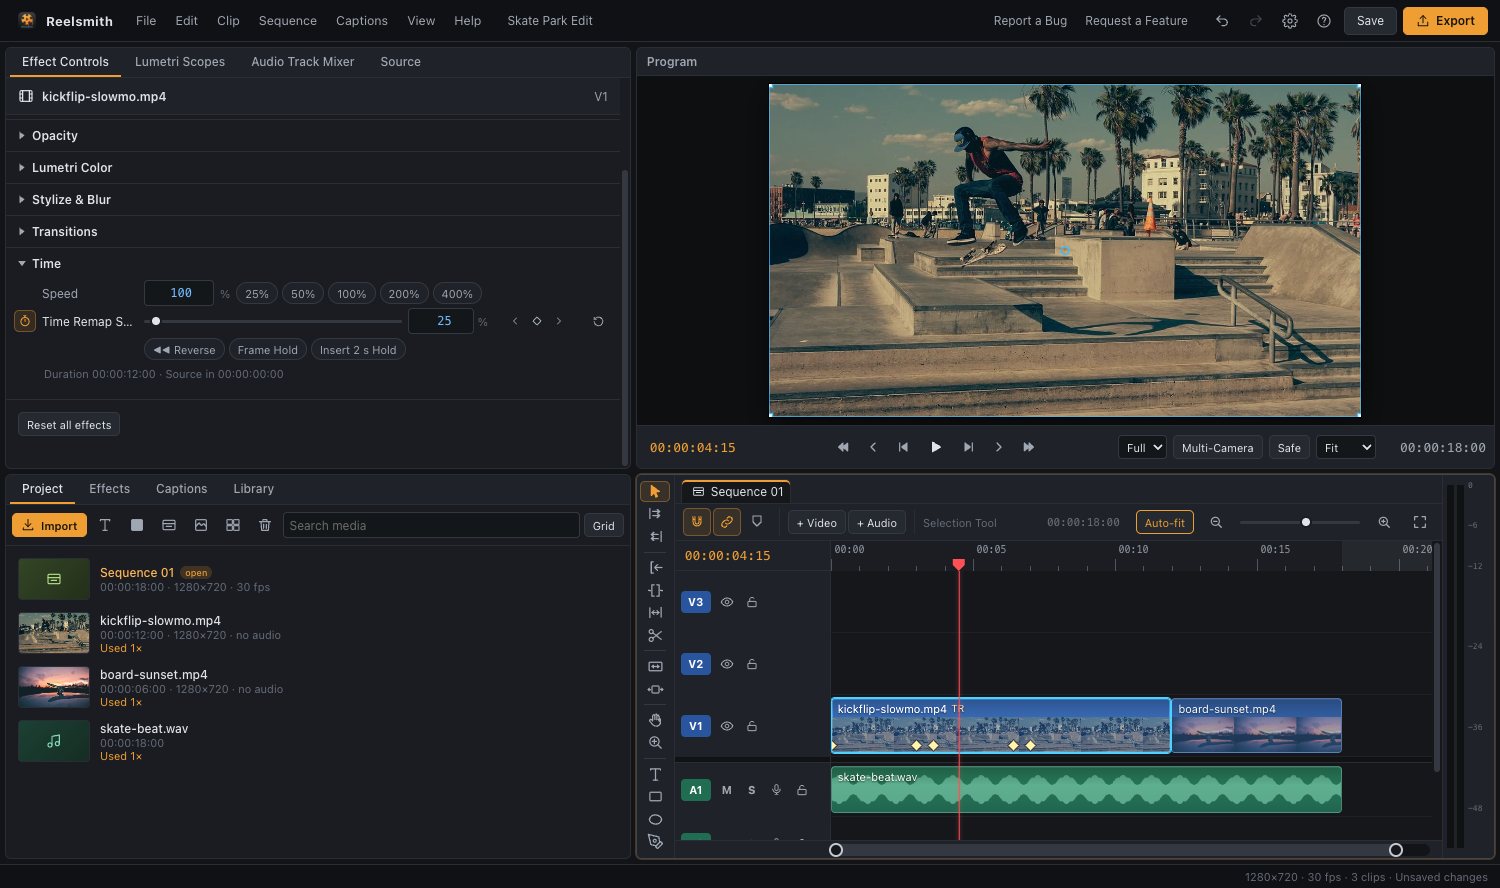 Reelsmith File Edit Clip Sequence Captions View Help Skate Park Edit Report a Bug Request a Feature Save Export
Effect Controls Lumetri Scopes Audio Track Mixer Source
kickflip-slowmo.mp4 V1
Opacity
Lumetri Color
Stylize & Blur
Transitions
Time
Speed 100 % 25% 50% 100% 200% 400%
Time Remap S... 25 %
Reverse Frame Hold Insert 2 s Hold
Duration 00:00:12:00 · Source in 00:00:00:00
Reset all effects
Program
00:00:04:15 Full Multi-Camera Safe Fit 00:00:18:00
Project Effects Captions Library
Import Search media Grid
Sequence 01 open
00:00:18:00 · 1280×720 · 30 fps
kickflip-slowmo.mp4
00:00:12:00 · 1280×720 · no audio
Used 1×
board-sunset.mp4
00:00:06:00 · 1280×720 · no audio
Used 1×
skate-beat.wav
00:00:18:00
Used 1×
Sequence 01
+ Video + Audio Selection Tool 00:00:18:00 Auto-fit
00:00:04:15 00:00 00:05 00:10 00:15 00:20
V3
V2
V1 kickflip-slowmo.mp4 TR board-sunset.mp4
A1 M S skate-beat.wav
0
-6
-12
-24
-36
-48
1280×720 · 30 fps · 3 clips · Unsaved changes